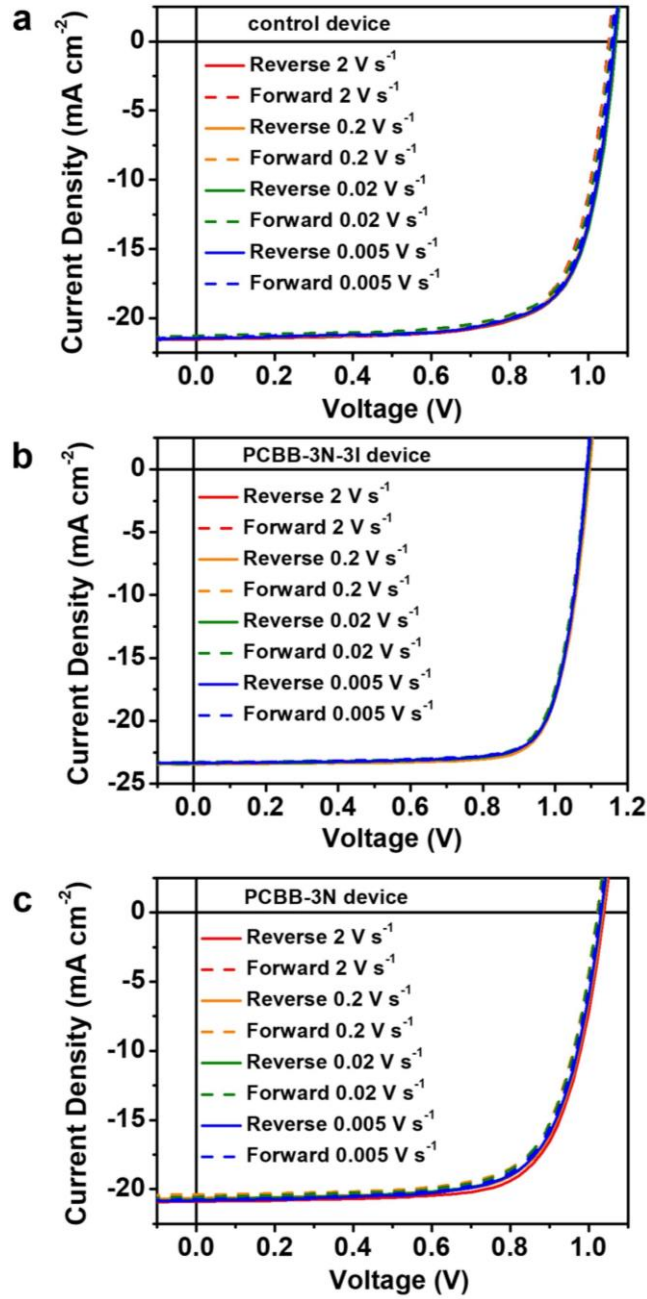 a
control device
Reverse 2 V s⁻¹
Forward 2 V s⁻¹
Reverse 0.2 V s⁻¹
Forward 0.2 V s⁻¹
Reverse 0.02 V s⁻¹
Forward 0.02 V s⁻¹
Reverse 0.005 V s⁻¹
Forward 0.005 V s⁻¹
Current Density (mA cm⁻²)
0
-5
-10
-15
-20
0.0 0.2 0.4 0.6 0.8 1.0
Voltage (V)
b
PCBB-3N-3I device
Reverse 2 V s⁻¹
Forward 2 V s⁻¹
Reverse 0.2 V s⁻¹
Forward 0.2 V s⁻¹
Reverse 0.02 V s⁻¹
Forward 0.02 V s⁻¹
Reverse 0.005 V s⁻¹
Forward 0.005 V s⁻¹
Current Density (mA cm⁻²)
0
-5
-10
-15
-20
-25
0.0 0.2 0.4 0.6 0.8 1.0 1.2
Voltage (V)
c
PCBB-3N device
Reverse 2 V s⁻¹
Forward 2 V s⁻¹
Reverse 0.2 V s⁻¹
Forward 0.2 V s⁻¹
Reverse 0.02 V s⁻¹
Forward 0.02 V s⁻¹
Reverse 0.005 V s⁻¹
Forward 0.005 V s⁻¹
Current Density (mA cm⁻²)
0
-5
-10
-15
-20
0.0 0.2 0.4 0.6 0.8 1.0
Voltage (V)